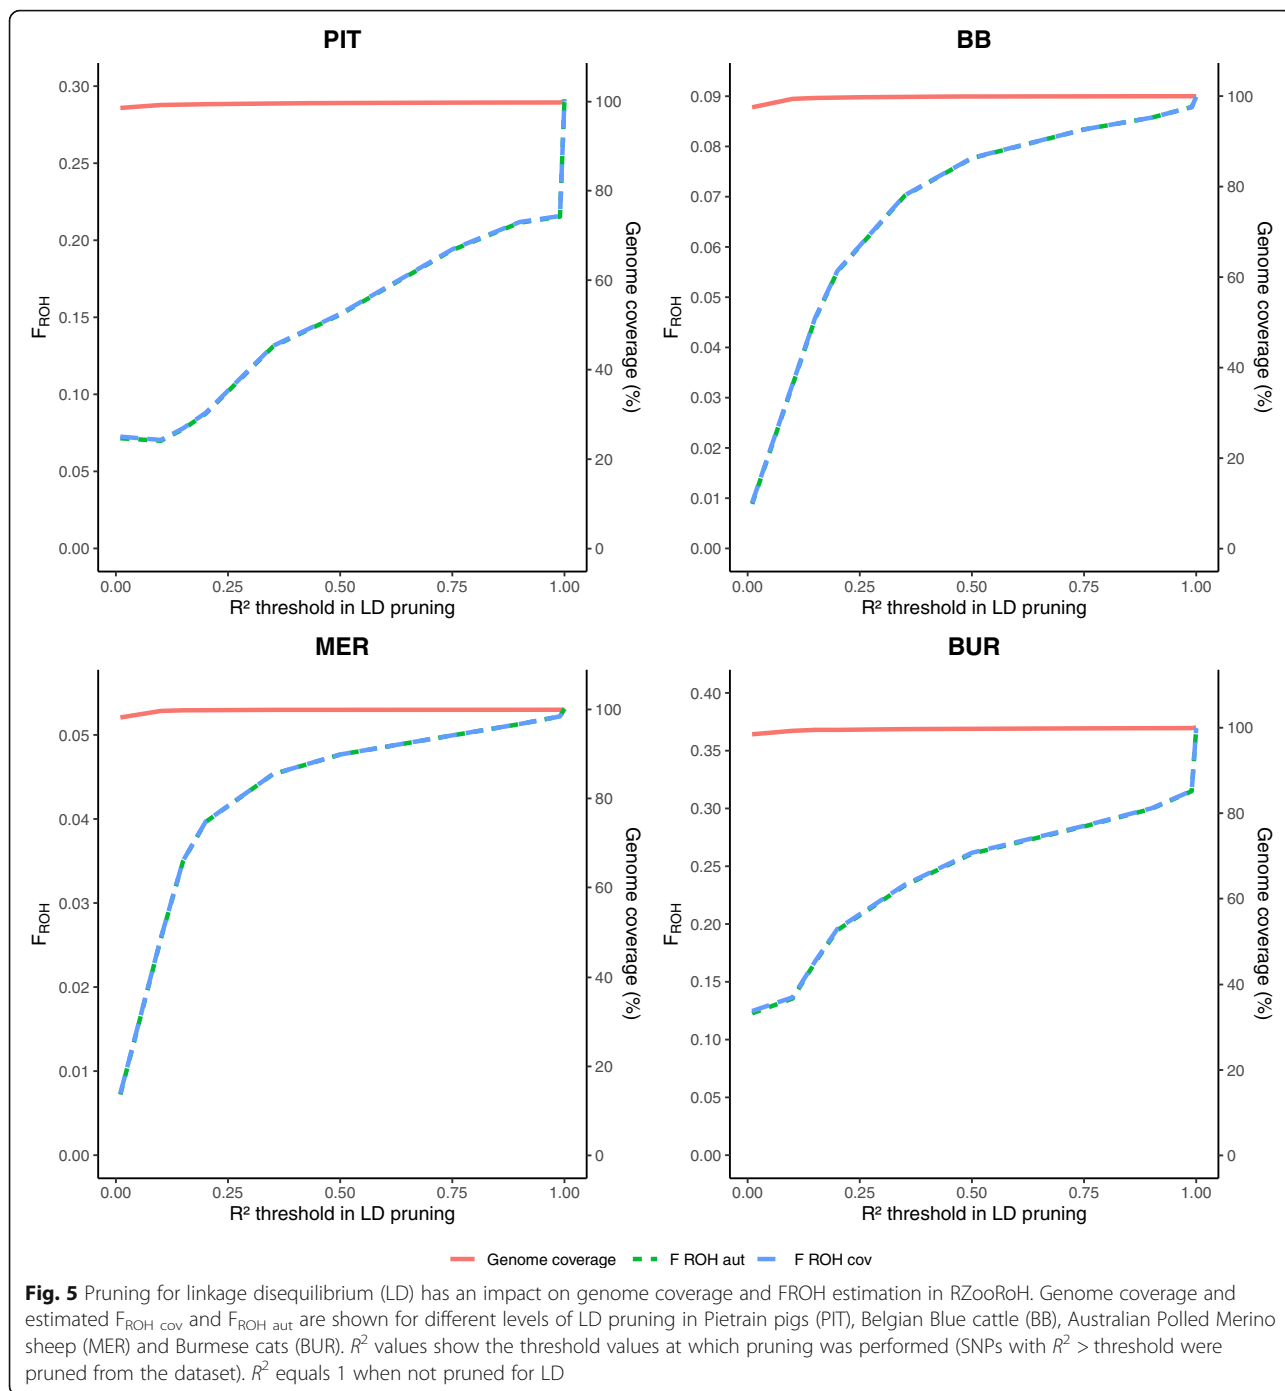 PIT
BB
0.30
0.25
0.20
0.15
0.10
0.05
0.00
FROH
100
80
60
40
20
0
Genome coverage (%)
0.00 0.25 0.50 0.75 1.00
R² threshold in LD pruning
0.09
0.08
0.07
0.06
0.05
0.04
0.03
0.02
0.01
0.00
FROH
100
80
60
40
20
0
Genome coverage (%)
0.00 0.25 0.50 0.75 1.00
R² threshold in LD pruning
MER
BUR
0.05
0.04
0.03
0.02
0.01
0.00
FROH
100
80
60
40
20
0
Genome coverage (%)
0.00 0.25 0.50 0.75 1.00
R² threshold in LD pruning
0.40
0.35
0.30
0.25
0.20
0.15
0.10
0.05
0.00
FROH
100
80
60
40
20
0
Genome coverage (%)
0.00 0.25 0.50 0.75 1.00
R² threshold in LD pruning
Genome coverage F ROH aut F ROH cov
Fig. 5 Pruning for linkage disequilibrium (LD) has an impact on genome coverage and FROH estimation in RZooRoH. Genome coverage and
estimated FROH cov and FROH aut are shown for different levels of LD pruning in Pietrain pigs (PIT), Belgian Blue cattle (BB), Australian Polled Merino
sheep (MER) and Burmese cats (BUR). R² values show the threshold values at which pruning was performed (SNPs with R² > threshold were
pruned from the dataset). R² equals 1 when not pruned for LD